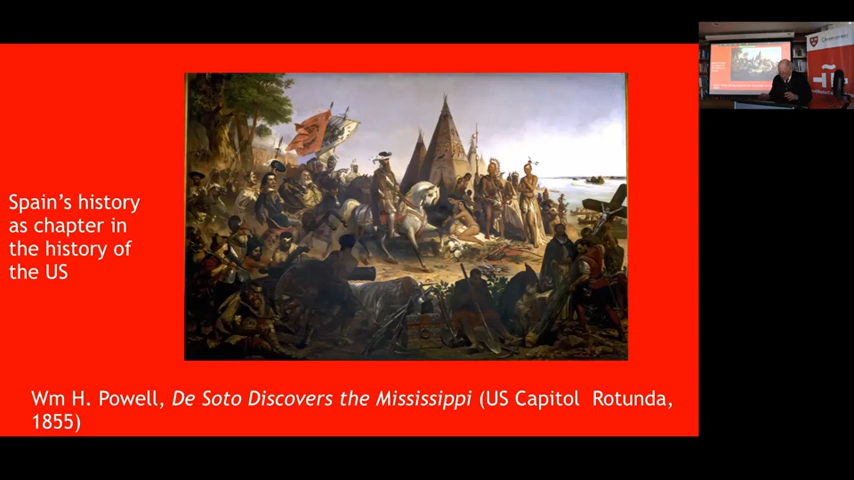 Spain's history
as chapter in
the history of
the US
Wm H. Powell, De Soto Discovers the Mississippi (US Capitol  Rotunda,
1855)